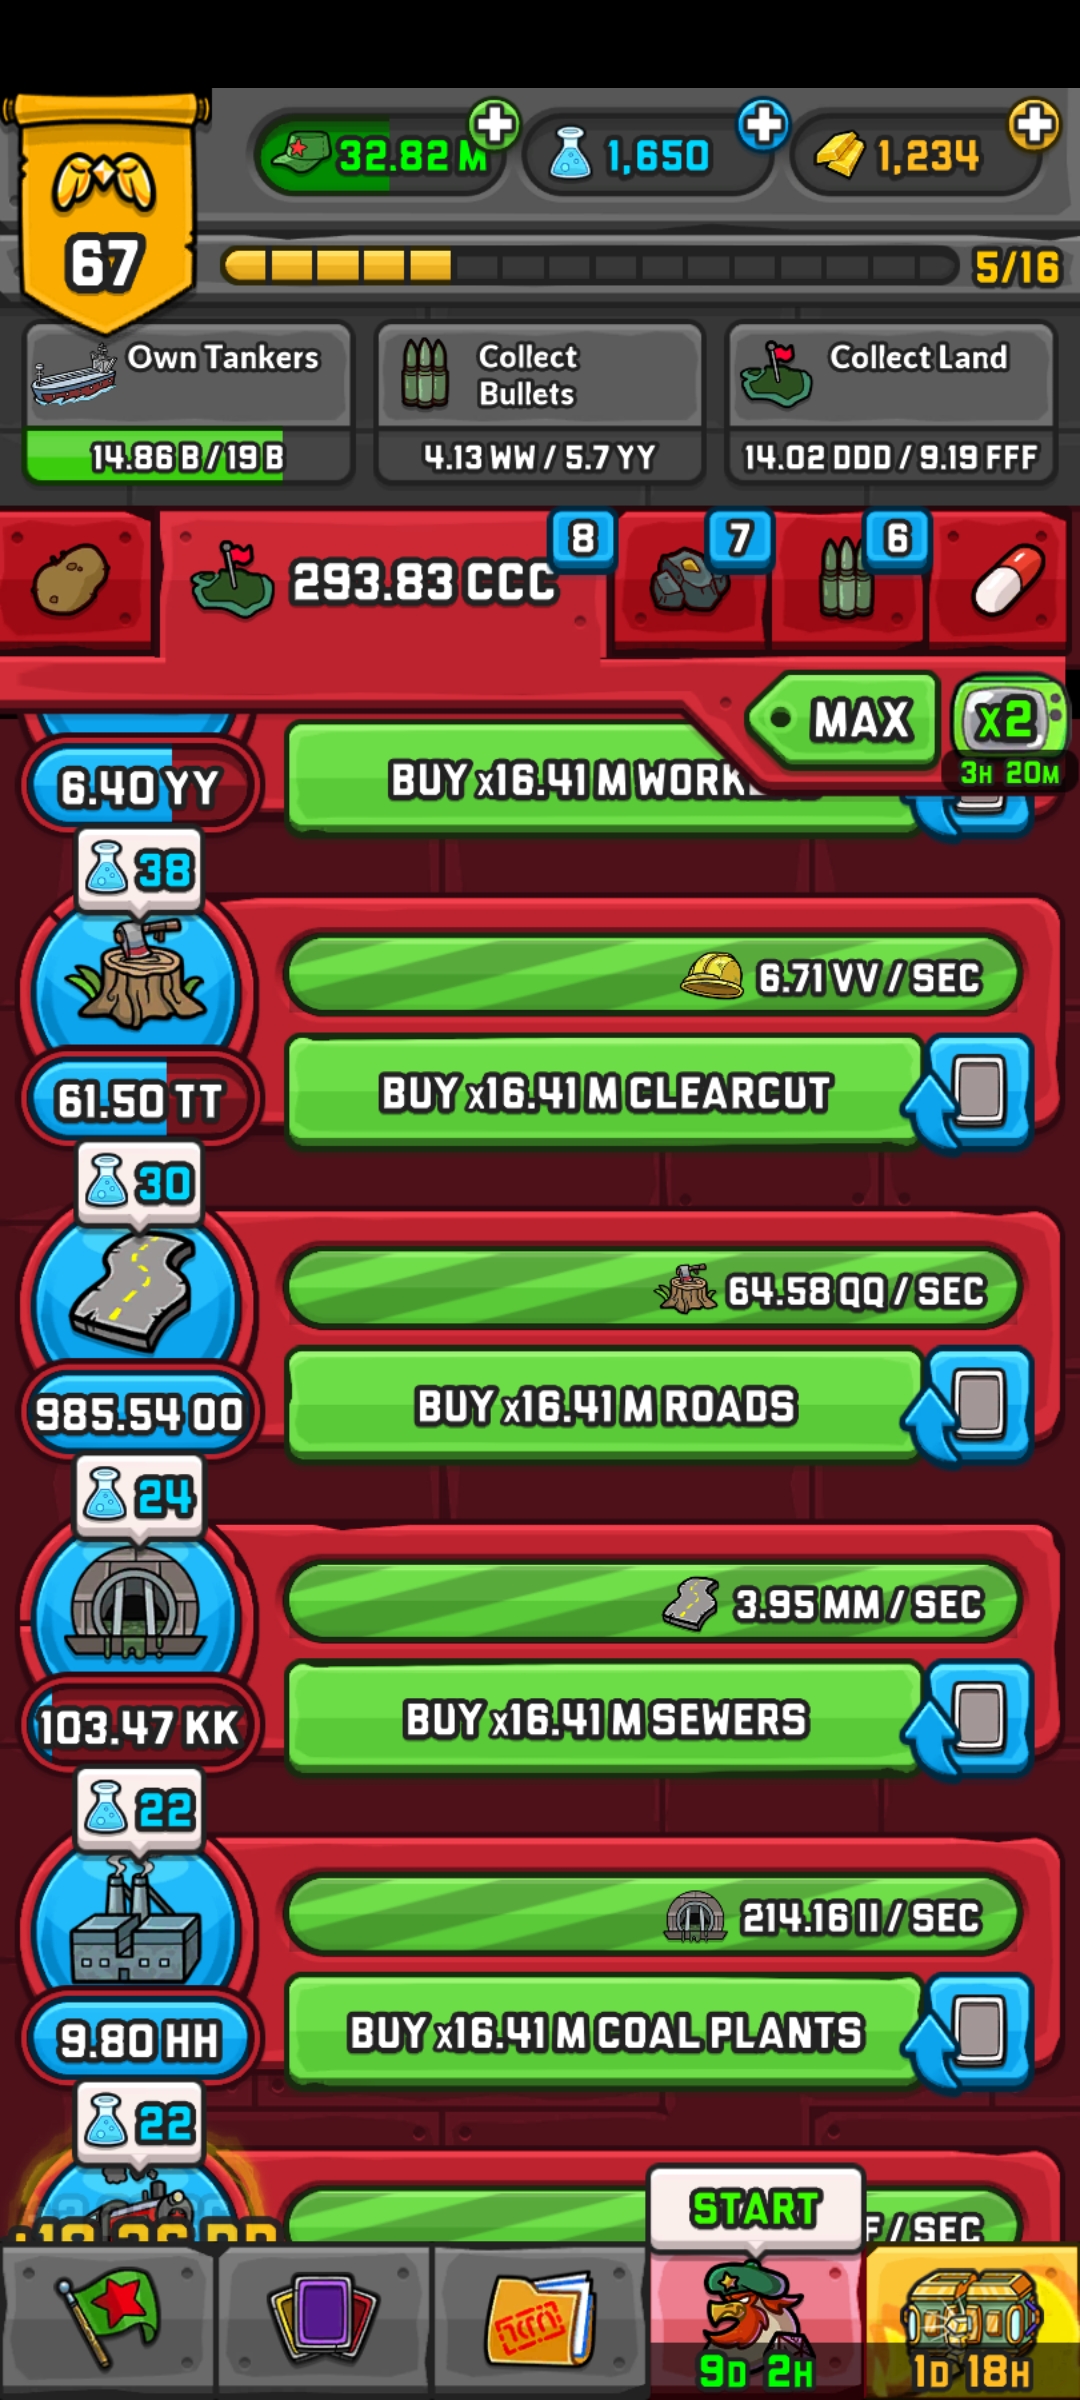 32.82 M
1,650
1,234
67
5/16
Own Tankers
Collect
Bullets
Collect Land
14.86 B / 19 B
4.13 WW / 5.7 YY
14.02 DDD / 9.19 FFF
293.83 CCC
8
7
6
MAX
x2
3H 20M
6.40 YY
BUY x16.41 M
38
6.71 VV / SEC
61.50 TT
BUY x16.41 M CLEARCUT
30
64.58 QQ / SEC
985.54 OO
BUY x16.41 M ROADS
24
3.95 MM / SEC
103.47 KK
BUY x16.41 M SEWERS
22
214.16 II / SEC
9.80 HH
BUY x16.41 M COAL PLANTS
22
/ SEC
START
9D 2H
1D 18H